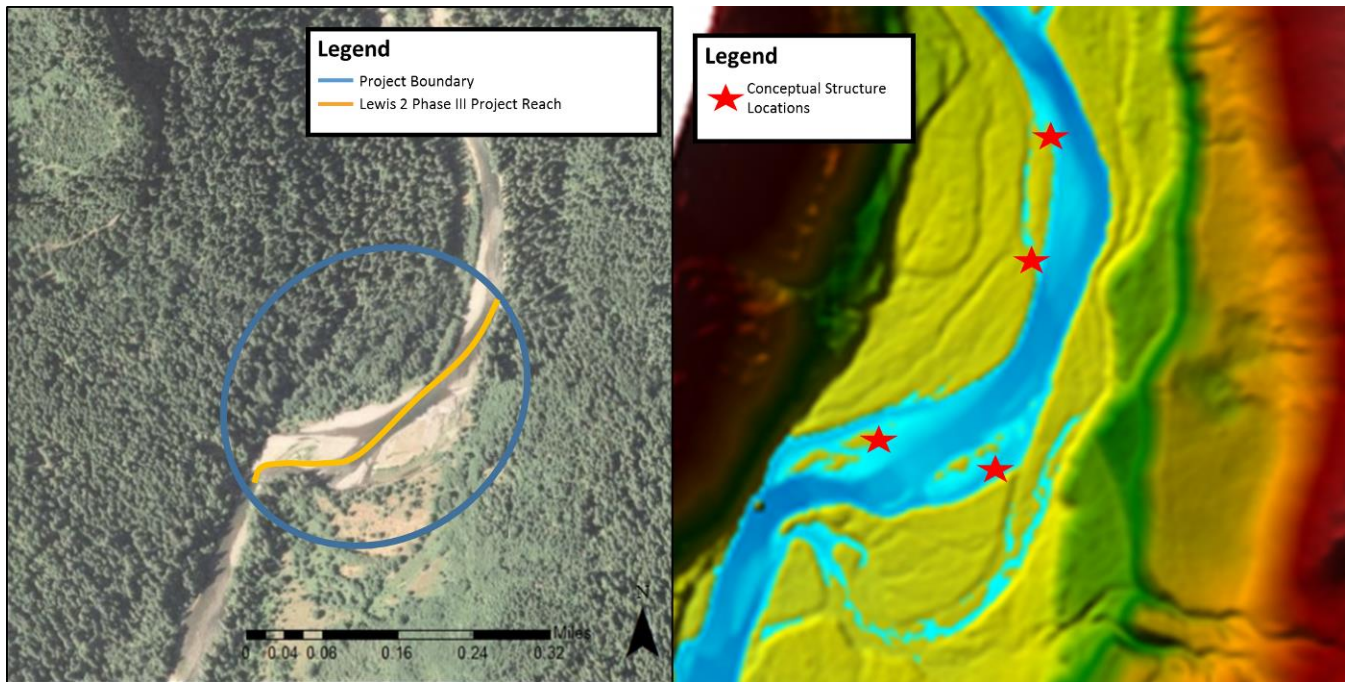 Legend
Project Boundary
Lewis 2 Phase III Project Reach
N
Miles
0 0.04 0.08 0.16 0.24 0.32
Legend
Conceptual Structure
Locations